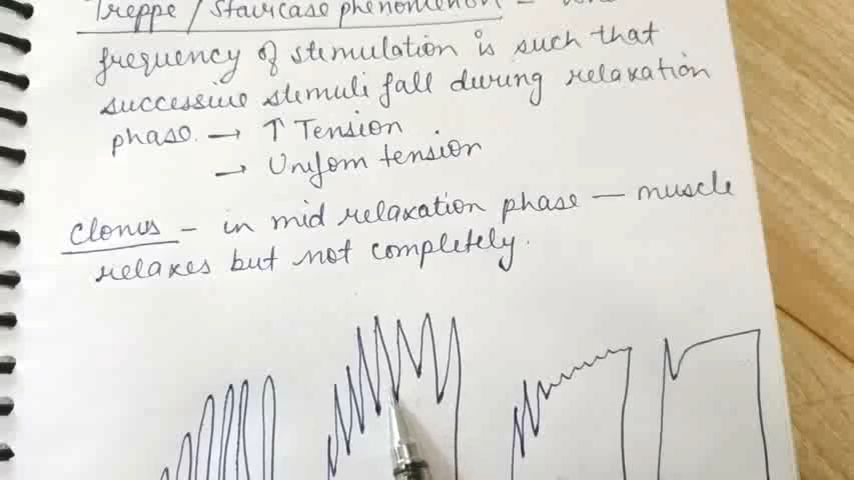 Treppe / Staircase phenomenon -
frequency of stimulation is such that
successive stimuli fall during relaxation
phase. → ↑ Tension
→ Uniform tension
Clonus - in mid relaxation phase - muscle
relaxes but not completely.